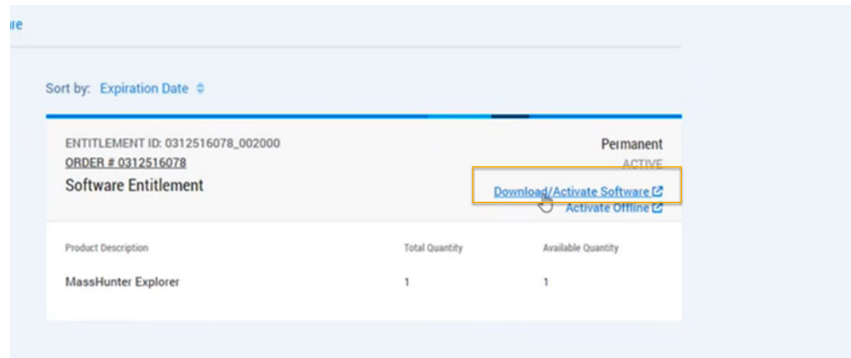 Sort by: Expiration Date
ENTITLEMENT ID: 0312516078_002000
Permanent
ORDER # 0312516078
ACTIVE
Software Entitlement
Download/Activate Software
Activate Offline
Product Description Total Quantity Available Quantity
MassHunter Explorer 1 1